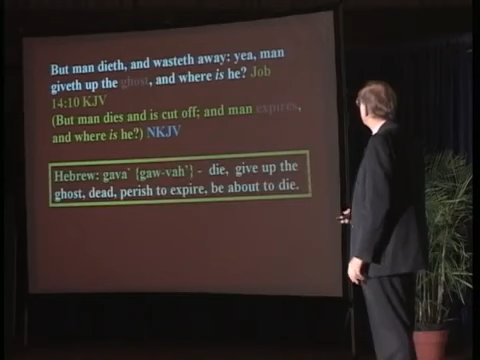 But man dieth, and wasteth away: yea, man
giveth up the ghost, and where is he? Job
14:10 KJV
(But man dies and is cut off; and man expires,
and where is he?) NKJV
Hebrew: gava` {gaw-vah'} - die, give up the
ghost, dead, perish to expire, be about to die.